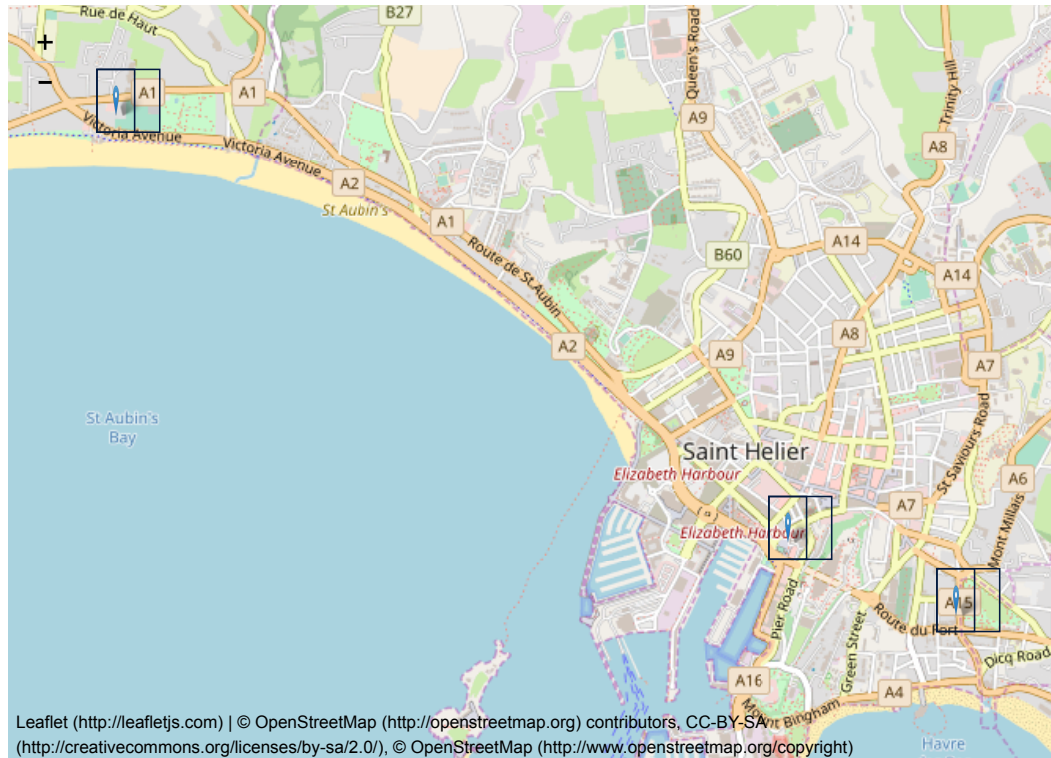 Rue de Haut
B27
+
−
A1
A1
Queen's Road
A9
Trinity Hill
A8
Victoria Avenue
Victoria Avenue
A2
St Aubin's
A1
Route de St Aubin
B60
A14
A14
A2
A9
A8
A7
St Aubin's
Bay
Saint Helier
Elizabeth Harbour
St Saviours Road
A6
A7
Elizabeth Harbour
Mont Millais
Pier Road
A15
Route du Fort
Green Street
Dicq Road
A16
A4
Mount Bingham
Havre
Leaflet (http://leafletjs.com) | © OpenStreetMap (http://openstreetmap.org) contributors, CC-BY-SA
(http://creativecommons.org/licenses/by-sa/2.0/), © OpenStreetMap (http://www.openstreetmap.org/copyright)